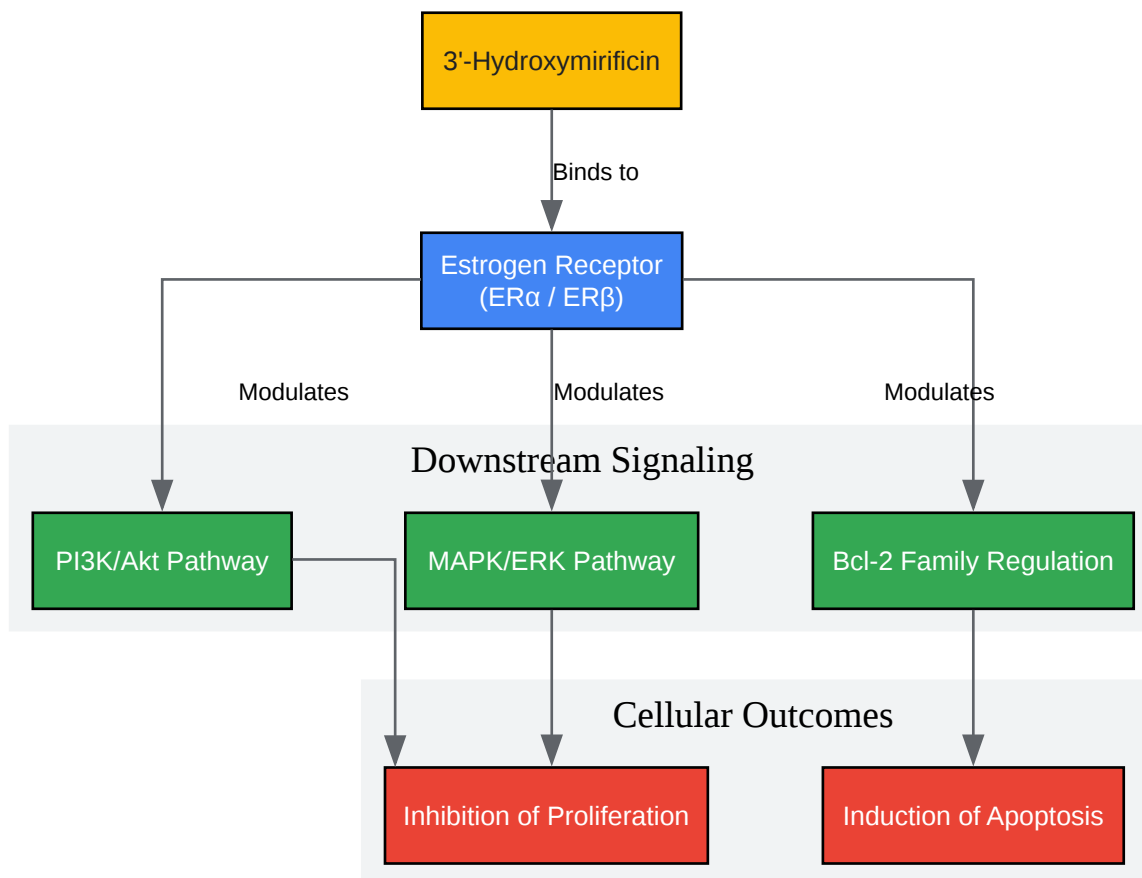 3'-Hydroxymirificin
Binds to
Estrogen Receptor
(ERα / ERβ)
Modulates
Modulates
Modulates
Downstream Signaling
PI3K/Akt Pathway
MAPK/ERK Pathway
Bcl-2 Family Regulation
Cellular Outcomes
Inhibition of Proliferation
Induction of Apoptosis